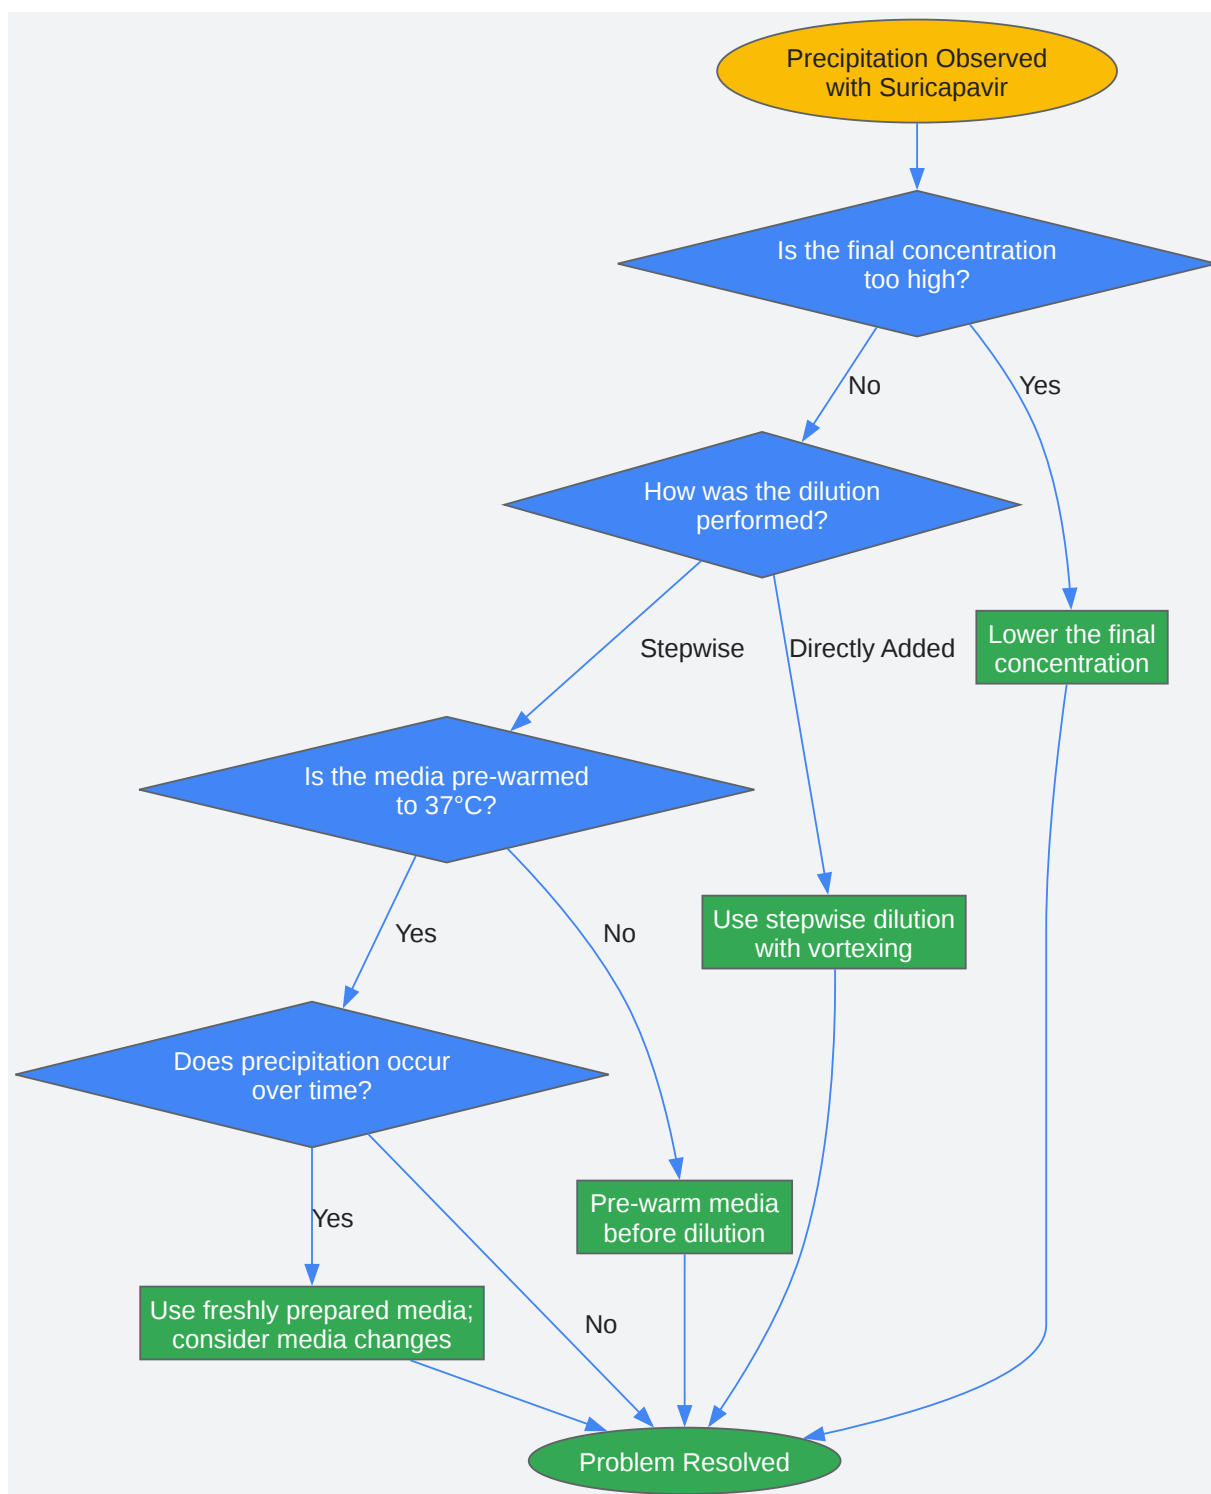 Precipitation Observed
with Suricapavir
Is the final concentration
too high?
No
Yes
How was the dilution
performed?
Stepwise
Directly Added
Lower the final
concentration
Is the media pre-warmed
to 37°C?
Yes
No
Use stepwise dilution
with vortexing
Does precipitation occur
over time?
Yes
Pre-warm media
before dilution
Use freshly prepared media;
consider media changes
No
Problem Resolved